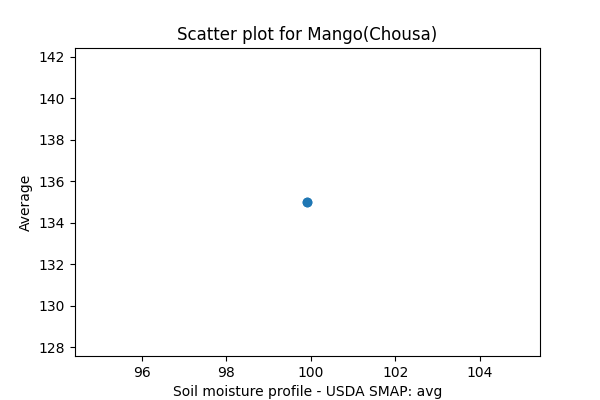 Scatter plot for Mango(Chousa)
142
140
138
136
134
132
130
128
Average
96 98 100 102 104
Soil moisture profile - USDA SMAP: avg